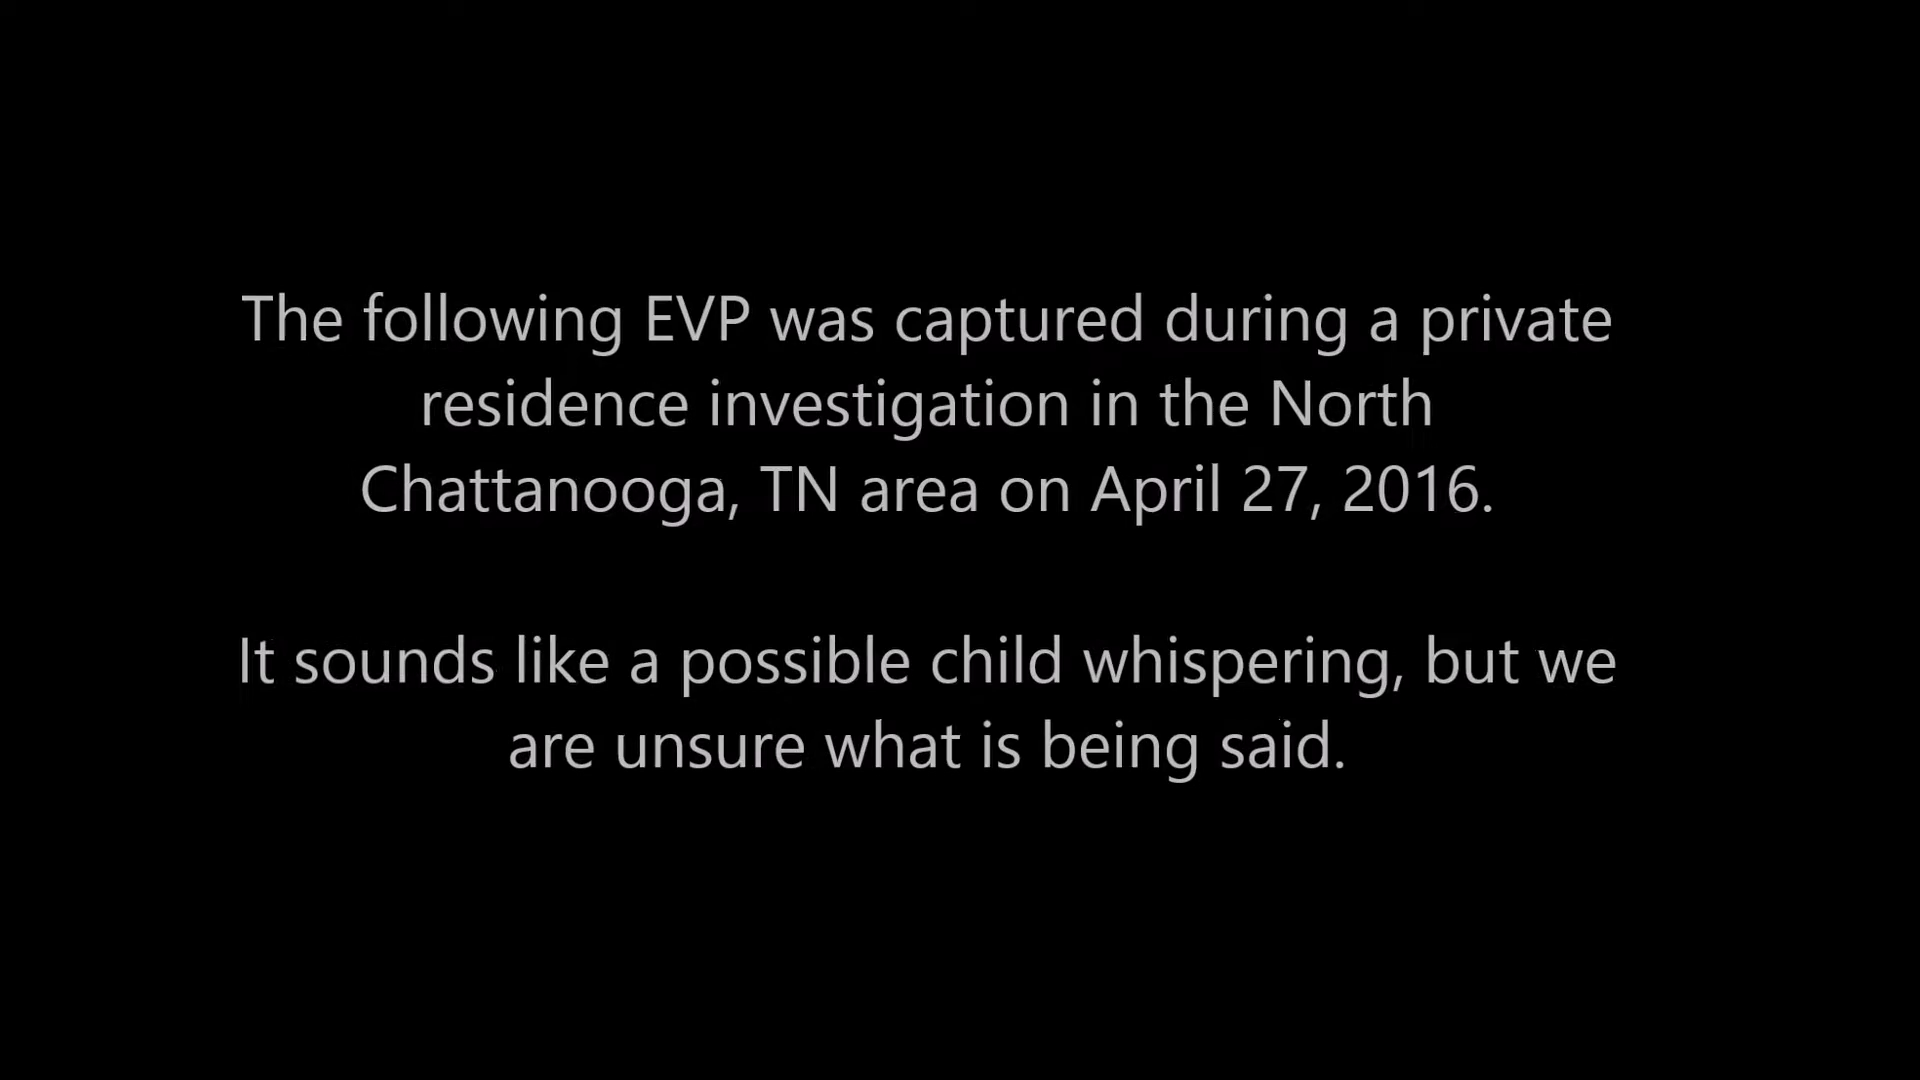 The following EVP was captured during a private
residence investigation in the North
Chattanooga, TN area on April 27, 2016.
It sounds like a possible child whispering, but we
are unsure what is being said.